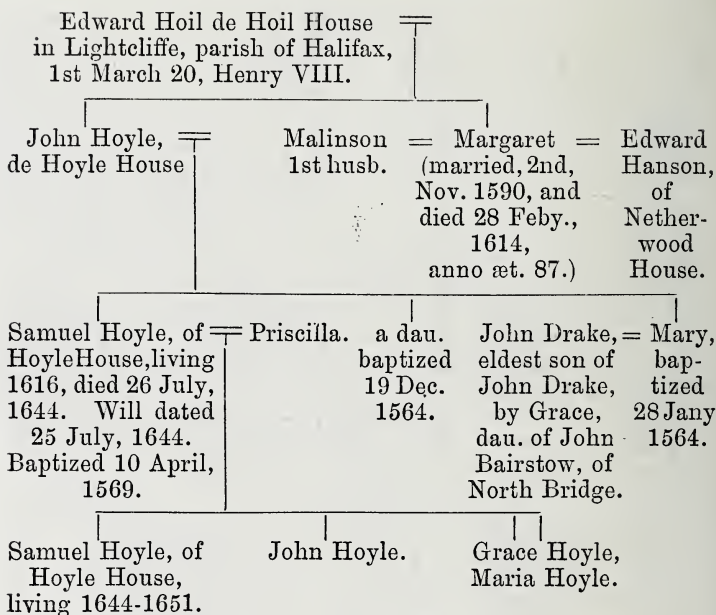 Edward Hoil de Hoil House
in Lightcliffe, parish of Halifax,
1st March 20, Henry VIII.
John Hoyle, =
de Hoyle House
Malinson
1st husb.
= Margaret =
(married, 2nd,
Nov. 1590, and
died 28 Feby.,
1614,
anno æt. 87.)
Edward
Hanson,
of
Nether-
wood
House.
Samuel Hoyle, of
Hoyle House, living
1616, died 26 July,
1644. Will dated
25 July, 1644.
Baptized 10 April,
1569.
= Priscilla.
a dau.
baptized
19 Dec.
1564.
John Drake, =
eldest son of
John Drake,
by Grace,
dau. of John
Bairstow, of
North Bridge.
Mary,
bap-
tized
28 Jany
1564.
Samuel Hoyle, of
Hoyle House,
living 1644-1651.
John Hoyle.
Grace Hoyle,
Maria Hoyle.